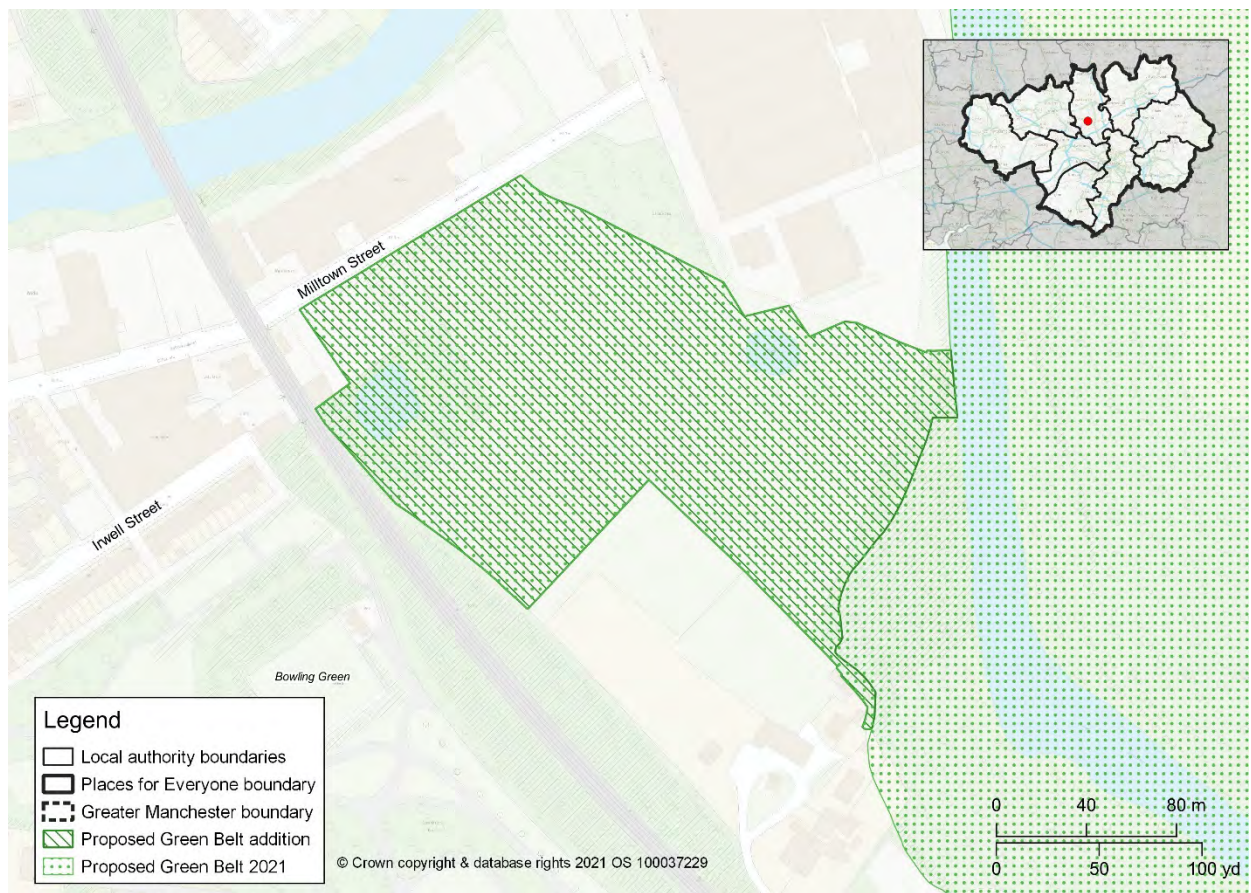 Milltown Street
Irwell Street
Bowling Green
Legend
Local authority boundaries
Places for Everyone boundary
Greater Manchester boundary
Proposed Green Belt addition
Proposed Green Belt 2021
© Crown copyright & database rights 2021 OS 100037229
0 40 80 m
0 50 100 yd